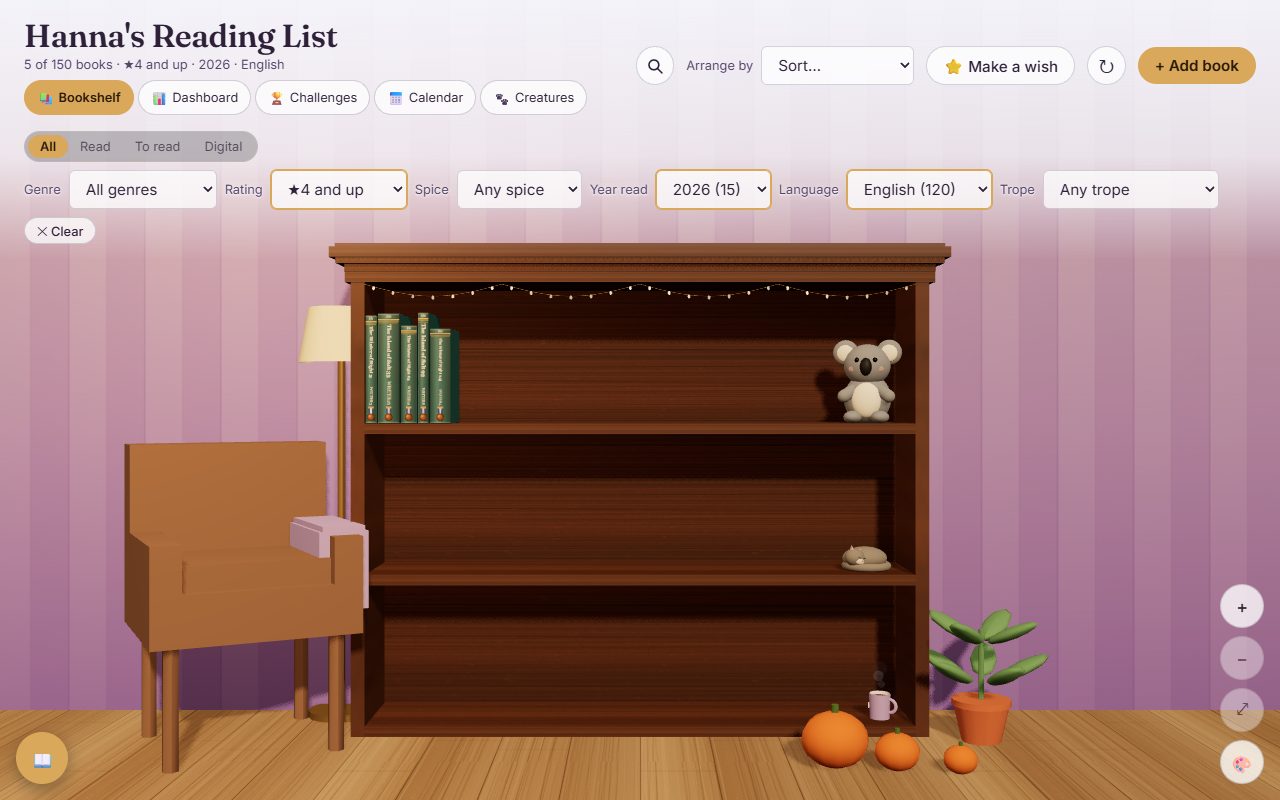 Hanna's Reading List
5 of 150 books · ★4 and up · 2026 · English
Arrange by Sort... Make a wish ↻ + Add book
Bookshelf Dashboard Challenges Calendar Creatures
All Read To read Digital
Genre All genres Rating ★4 and up Spice Any spice Year read 2026 (15) Language English (120) Trope Any trope
× Clear
+
−